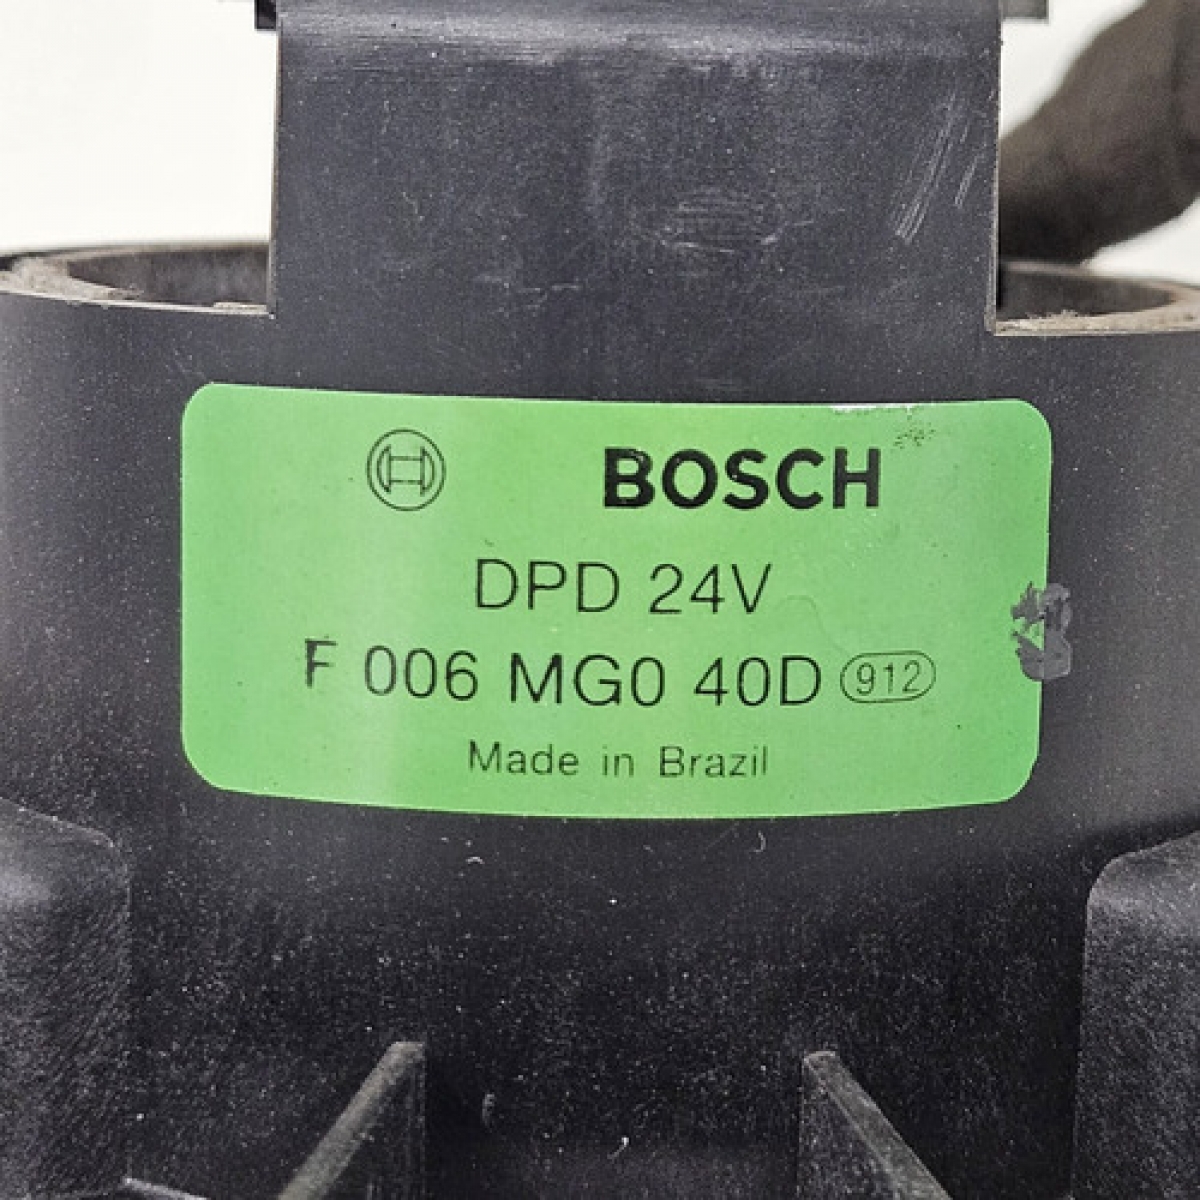 BOSCH
DPD 24V
F 006 MG0 40D 912
Made in Brazil